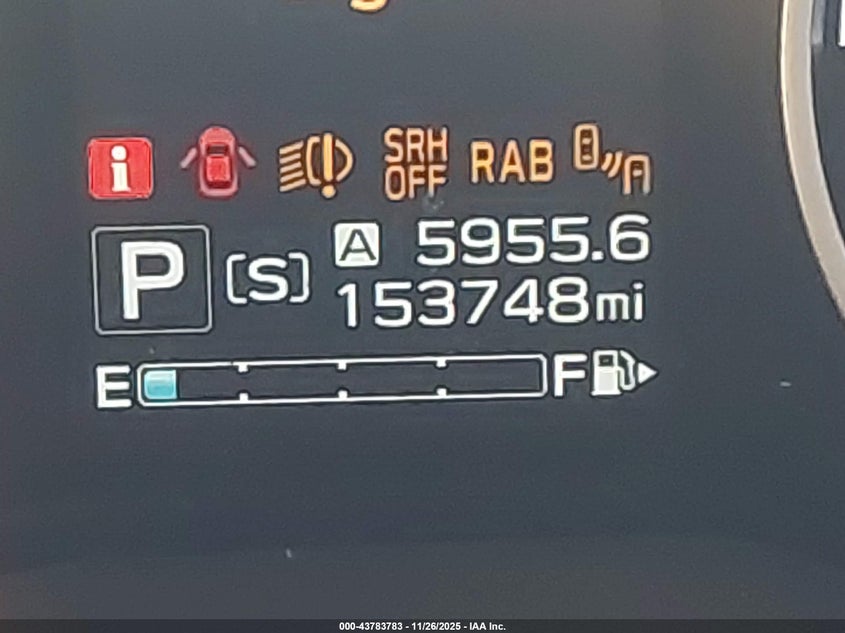 i SRH OFF RAB A
P [S] A 5955.6
153748mi
E F
000-43783783 - 11/26/2025 - IAA Inc.